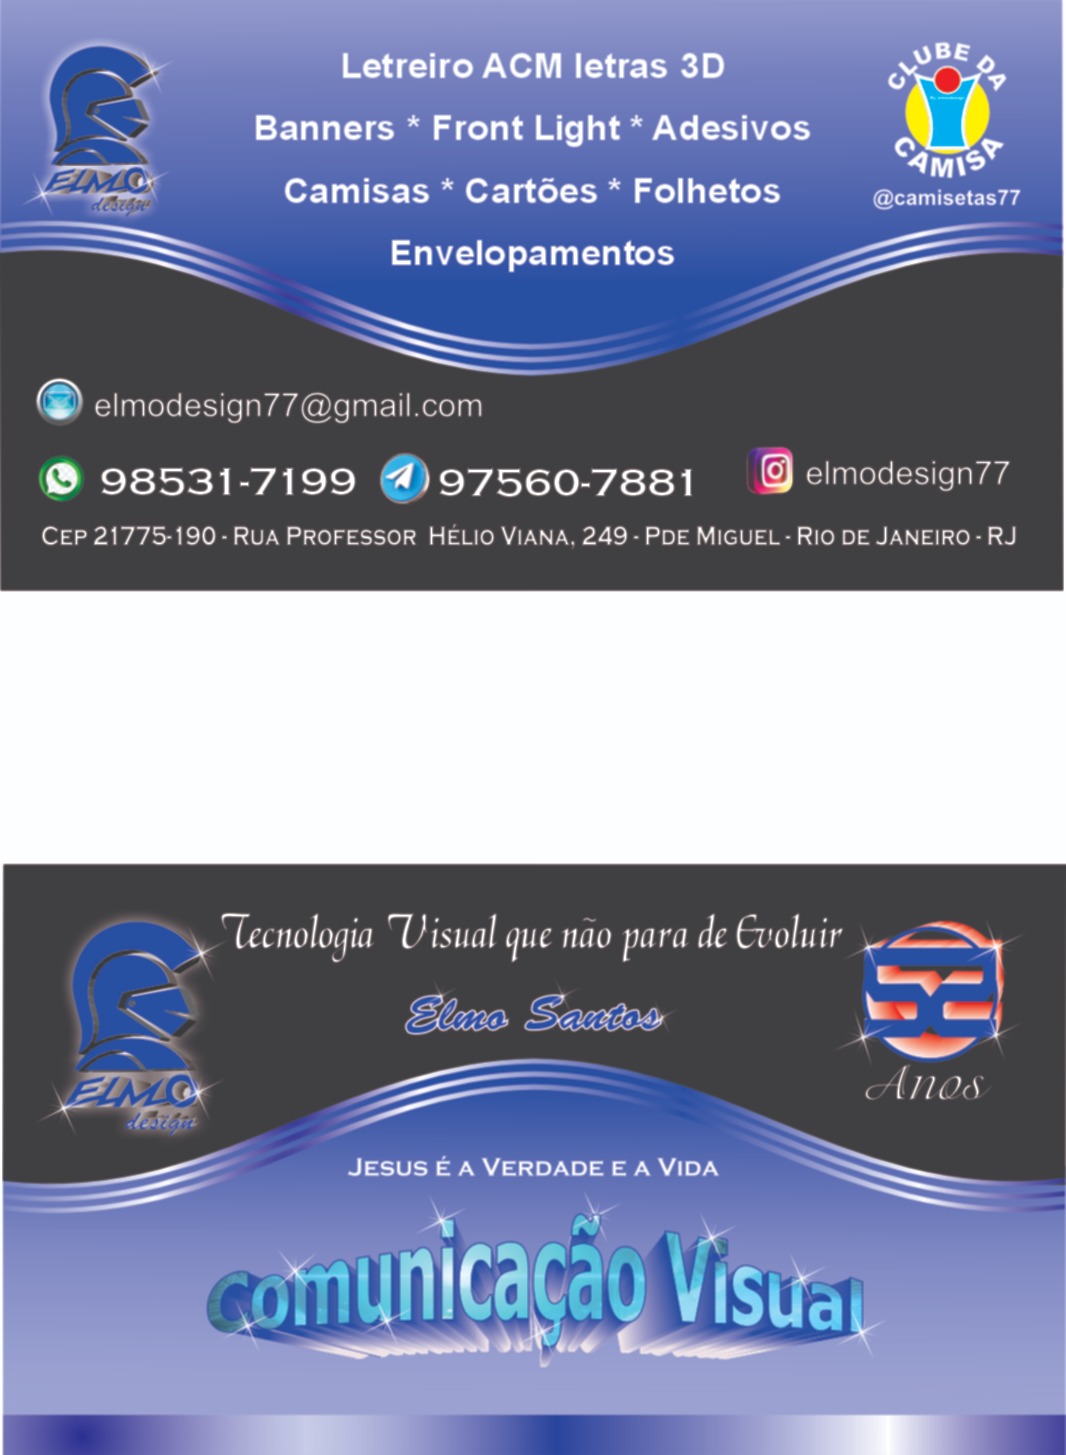 Letreiro ACM letras 3D
Banners * Front Light * Adesivos
Camisas * Cartões * Folhetos
Envelopamentos
ELMO
design
CLUBE DA
CAMISA
@camisetas77
elmodesign77@gmail.com
98531-7199
97560-7881
elmodesign77
CEP 21775-190 - RUA PROFESSOR HÉLIO VIANA, 249 - PDE MIGUEL - RIO DE JANEIRO - RJ
Tecnologia Visual que não para de Evoluir
Elmo Santos
ELMO
design
52
Anos
JESUS É A VERDADE E A VIDA
Comunicação Visual